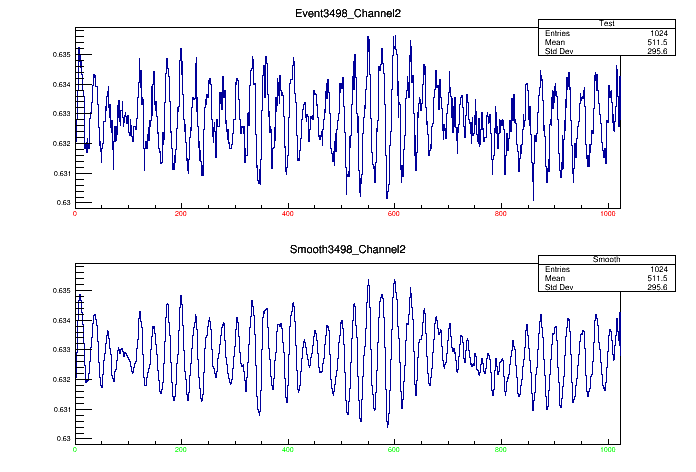 Event3498_Channel2
Test
Entries 1024
Mean 511.5
Std Dev 295.6
0.635
0.634
0.633
0.632
0.631
0.63
0 200 400 600 800 1000
Smooth3498_Channel2
Smooth
Entries 1024
Mean 511.5
Std Dev 295.6
0.635
0.634
0.633
0.632
0.631
0.63
0 200 400 600 800 1000